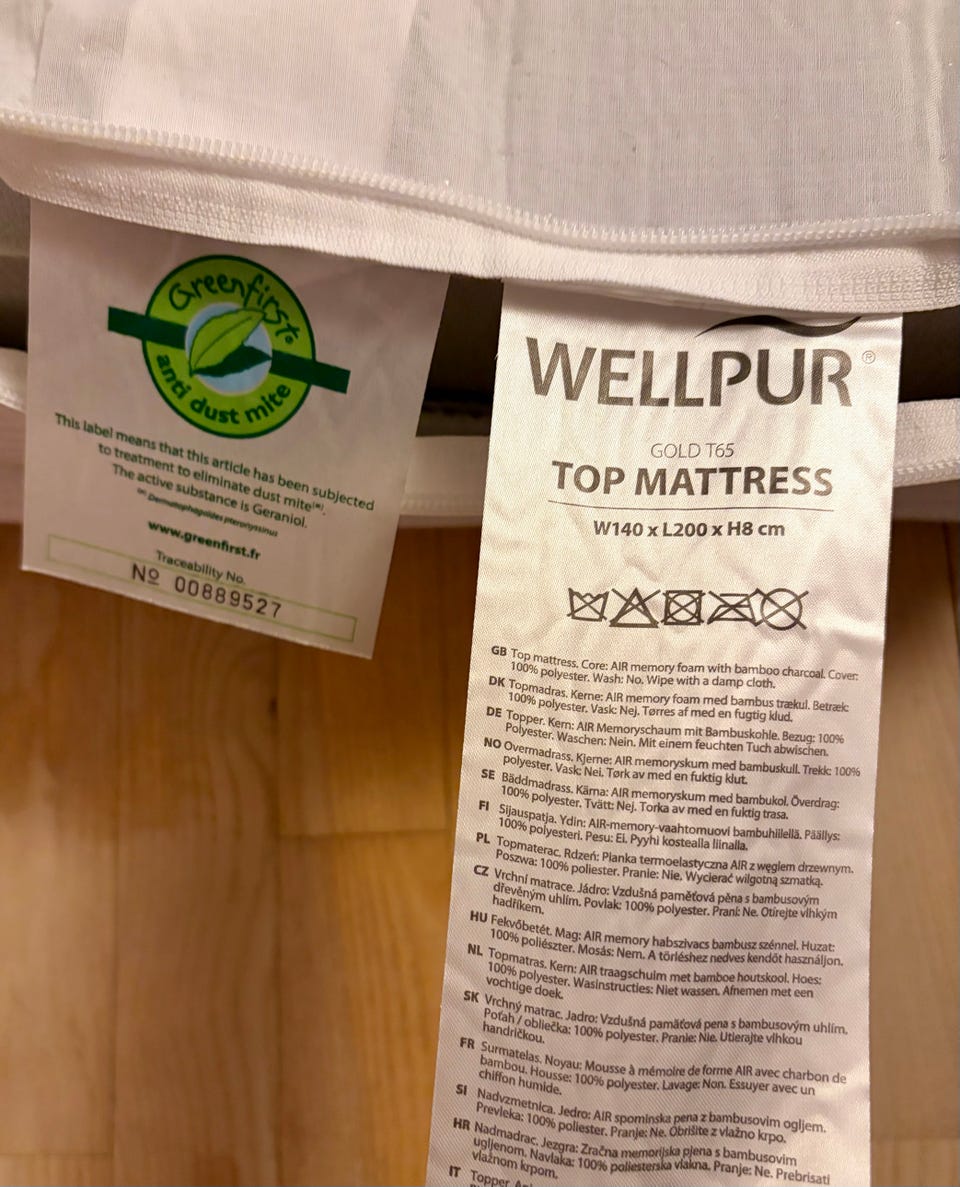 Greenfirst®
anti dust mite
This label means that this article has been subjected
to treatment to eliminate dust mite(*).
The active substance is Geraniol.
(*) Dermatophagoides pteronyssinus
www.greenfirst.fr
Traceability No.
Nº 00889527
WELLPUR®
GOLD T65
TOP MATTRESS
W140 x L200 x H8 cm
GB Top mattress. Core: AIR memory foam with bamboo charcoal. Cover:
100% polyester. Wash: No. Wipe with a damp cloth.
DK Topmadras. Kerne: AIR memory foam med bambus trækul. Betræk:
100% polyester. Vask: Nej. Tørres af med en fugtig klud.
DE Topper. Kern: AIR Memoryschaum mit Bambuskohle. Bezug: 100%
Polyester. Waschen: Nein. Mit einem feuchten Tuch abwischen.
NO Overmadrass. Kjerne: AIR memoryskum med bambuskull. Trekk: 100%
polyester. Vask: Nei. Tørk av med en fuktig klut.
SE Bäddmadrass. Kärna: AIR memoryskum med bambukol. Överdrag:
100% polyester. Tvätt: Nej. Torka av med en fuktig trasa.
FI Sijauspatja. Ydin: AIR-memory-vaahtomuovi bambuhiilellä. Päällys:
100% polyesteri. Pesu: Ei. Pyyhi kostealla liinalla.
PL Topmaterac. Rdzeń: Pianka termoelastyczna AIR z węglem drzewnym.
Poszwa: 100% poliester. Pranie: Nie. Wycierać wilgotną szmatką.
CZ Vrchní matrace. Jádro: Vzdušná paměťová pěna s bambusovým
dřevěným uhlím. Povlak: 100% polyester. Praní: Ne. Otírejte vlhkým
hadříkem.
HU Fekvőbetét. Mag: AIR memory habszivacs bambusz szénnel. Huzat:
100% poliészter. Mosás: Nem. A törléshez nedves kendőt használjon.
NL Topmatras. Kern: AIR traagschuim met bamboe houtskool. Hoes:
100% polyester. Wasinstructies: Niet wassen. Afnemen met een
vochtige doek.
SK Vrchný matrac. Jadro: Vzdušná pamäťová pena s bambusovým uhlím.
Poťah / obliečka: 100% polyester. Pranie: Nie. Utierajte vlhkou
handričkou.
FR Surmatelas. Noyau: Mousse à mémoire de forme AIR avec charbon de
bambou. Housse: 100% polyester. Lavage: Non. Essuyer avec un
chiffon humide.
SI Nadvzmetnica. Jedro: AIR spominska pena z bambusovim ogljem.
Prevleka: 100% poliester. Pranje: Ne. Obrišite z vlažno krpo.
HR Nadmadrac. Jezgra: Zračna memorijska pjena s bambusovim
ugljenom. Navlaka: 100% poliesterska vlakna. Pranje: Ne. Prebrisati
vlažnom krpom.
IT Topper.